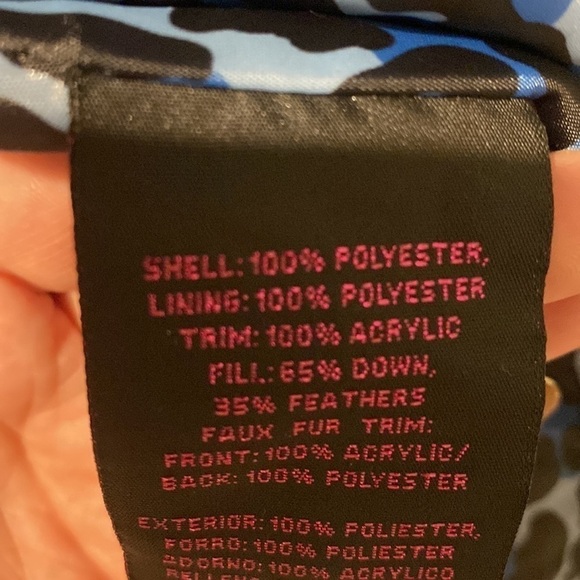 SHELL: 100% POLYESTER,
LINING: 100% POLYESTER
TRIM: 100% ACRYLIC
FILL: 65% DOWN,
35% FEATHERS
FAUX FUR TRIM:
FRONT: 100% ACRYLIC/
BACK: 100% POLYESTER
EXTERIOR: 100% POLIESTER,
FORRO: 100% POLIESTER
ADORNO: 100% ACRYLICO